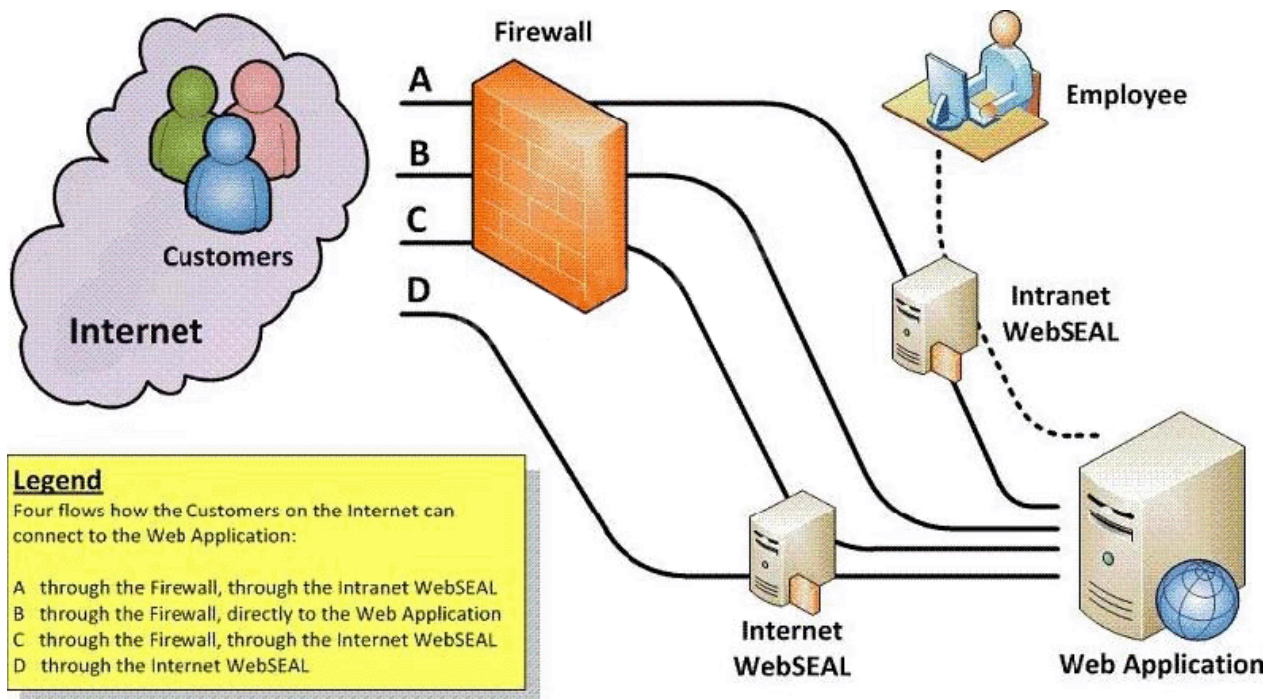 Firewall
A
B
C
D
Employee
Customers
Internet
Intranet
WebSEAL
Legend
Four flows how the Customers on the Internet can
connect to the Web Application:
A through the Firewall, through the Intranet WebSEAL
B through the Firewall, directly to the Web Application
C through the Firewall, through the Internet WebSEAL
D through the Internet WebSEAL
Internet
WebSEAL
Web Application